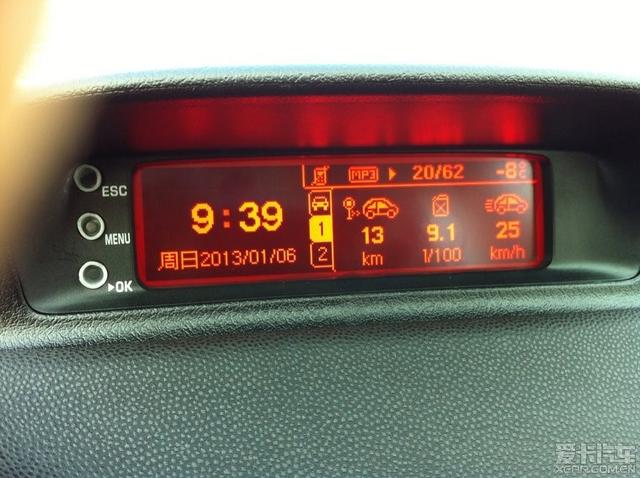 ESC
MENU
▶OK
9:39
周日2013/01/06
MP3 ▶ 20/62 -8°C
1
2
13
km
9.1
1/100
25
km/h
爱卡汽车
XCAR.COM.CN